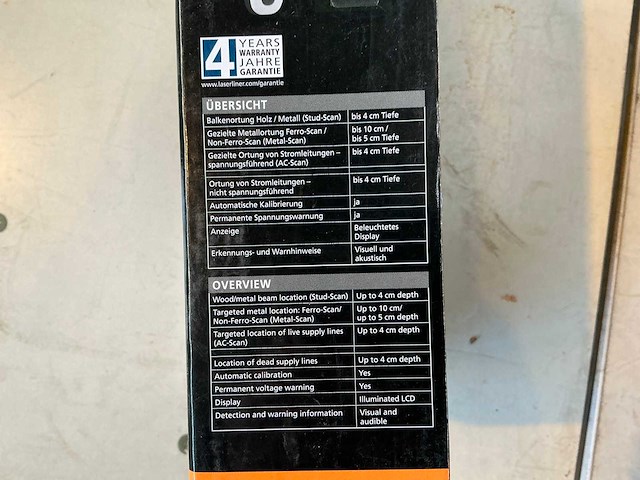 4 YEARS
WARRANTY
JAHRE
GARANTIE
www.laserliner.com/garantie
ÜBERSICHT
Balkenortung Holz / Metall (Stud-Scan) bis 4 cm Tiefe
Gezielte Metallortung Ferro-Scan / bis 10 cm /
Non-Ferro-Scan (Metal-Scan) bis 5 cm Tiefe
Gezielte Ortung von Stromleitungen – bis 4 cm Tiefe
spannungsführend (AC-Scan)
Ortung von Stromleitungen – bis 4 cm Tiefe
nicht spannungsführend
Automatische Kalibrierung ja
Permanente Spannungswarnung ja
Anzeige Beleuchtetes
Display
Erkennungs- und Warnhinweise Visuell und
akustisch
OVERVIEW
Wood/metal beam location (Stud-Scan) Up to 4 cm depth
Targeted metal location: Ferro-Scan/ Up to 10 cm/
Non-Ferro-Scan (Metal-Scan) up to 5 cm depth
Targeted location of live supply lines Up to 4 cm depth
(AC-Scan)
Location of dead supply lines Up to 4 cm depth
Automatic calibration Yes
Permanent voltage warning Yes
Display Illuminated LCD
Detection and warning information Visual and
audible